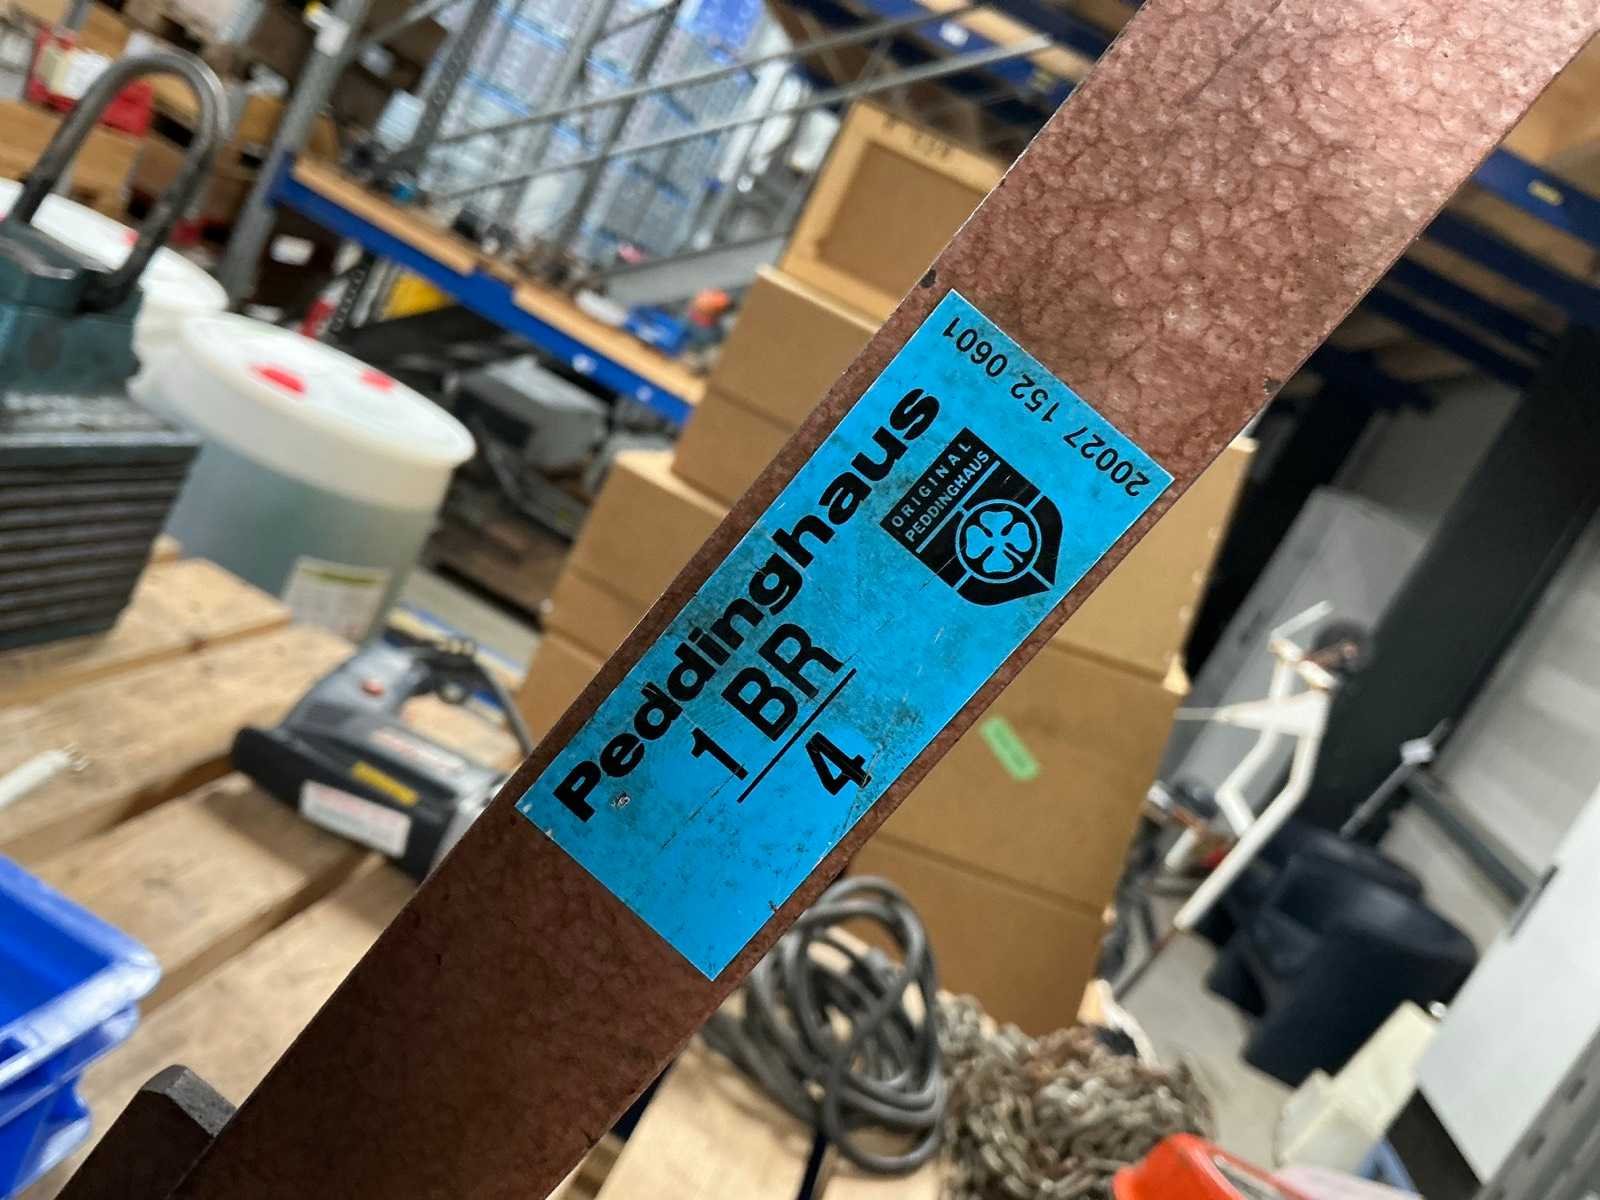 Peddinghaus
1 BR
4
ORIGINAL
PEDDINGHAUS
20027 152 0601